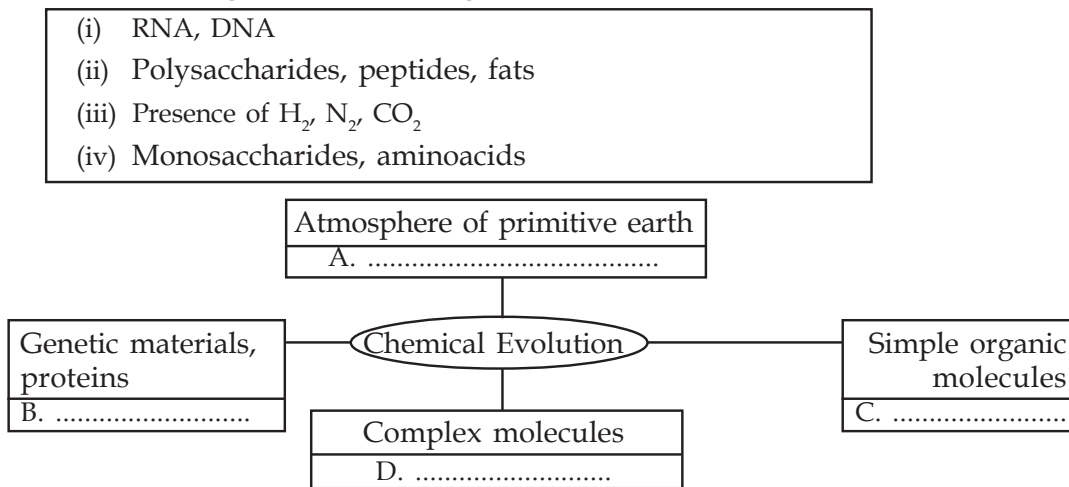 (i) RNA, DNA
(ii) Polysaccharides, peptides, fats
(iii) Presence of H₂, N₂, CO₂
(iv) Monosaccharides, aminoacids
Atmosphere of primitive earth
A. .......................................
Genetic materials,
proteins
B. ..........................
Chemical Evolution
Simple organic
molecules
C. ........................
Complex molecules
D. ..........................